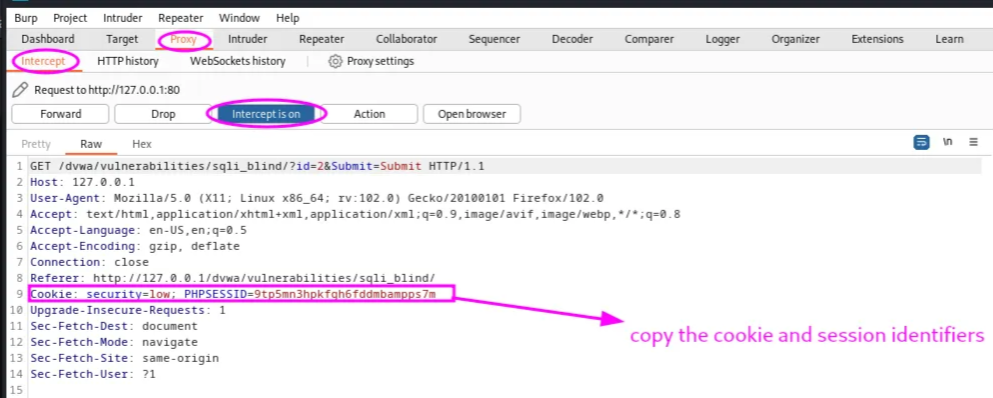 Burp Project Intruder Repeater Window Help
Dashboard Target Proxy Intruder Repeater Collaborator Sequencer Decoder Comparer Logger Organizer Extensions Learn
Intercept HTTP history WebSockets history Proxy settings
Request to http://127.0.0.1:80
Forward Drop Intercept is on Action Open browser
Pretty Raw Hex \n
1 GET /dvwa/vulnerabilities/sqli_blind/?id=2&Submit=Submit HTTP/1.1
2 Host: 127.0.0.1
3 User-Agent: Mozilla/5.0 (X11; Linux x86_64; rv:102.0) Gecko/20100101 Firefox/102.0
4 Accept: text/html,application/xhtml+xml,application/xml;q=0.9,image/avif,image/webp,*/*;q=0.8
5 Accept-Language: en-US,en;q=0.5
6 Accept-Encoding: gzip, deflate
7 Connection: close
8 Referer: http://127.0.0.1/dvwa/vulnerabilities/sqli_blind/
9 Cookie: security=low; PHPSESSID=9tp5mn3hpkfqh6fddmbampps7m
10 Upgrade-Insecure-Requests: 1
11 Sec-Fetch-Dest: document
12 Sec-Fetch-Mode: navigate
13 Sec-Fetch-Site: same-origin
14 Sec-Fetch-User: ?1
15
copy the cookie and session identifiers